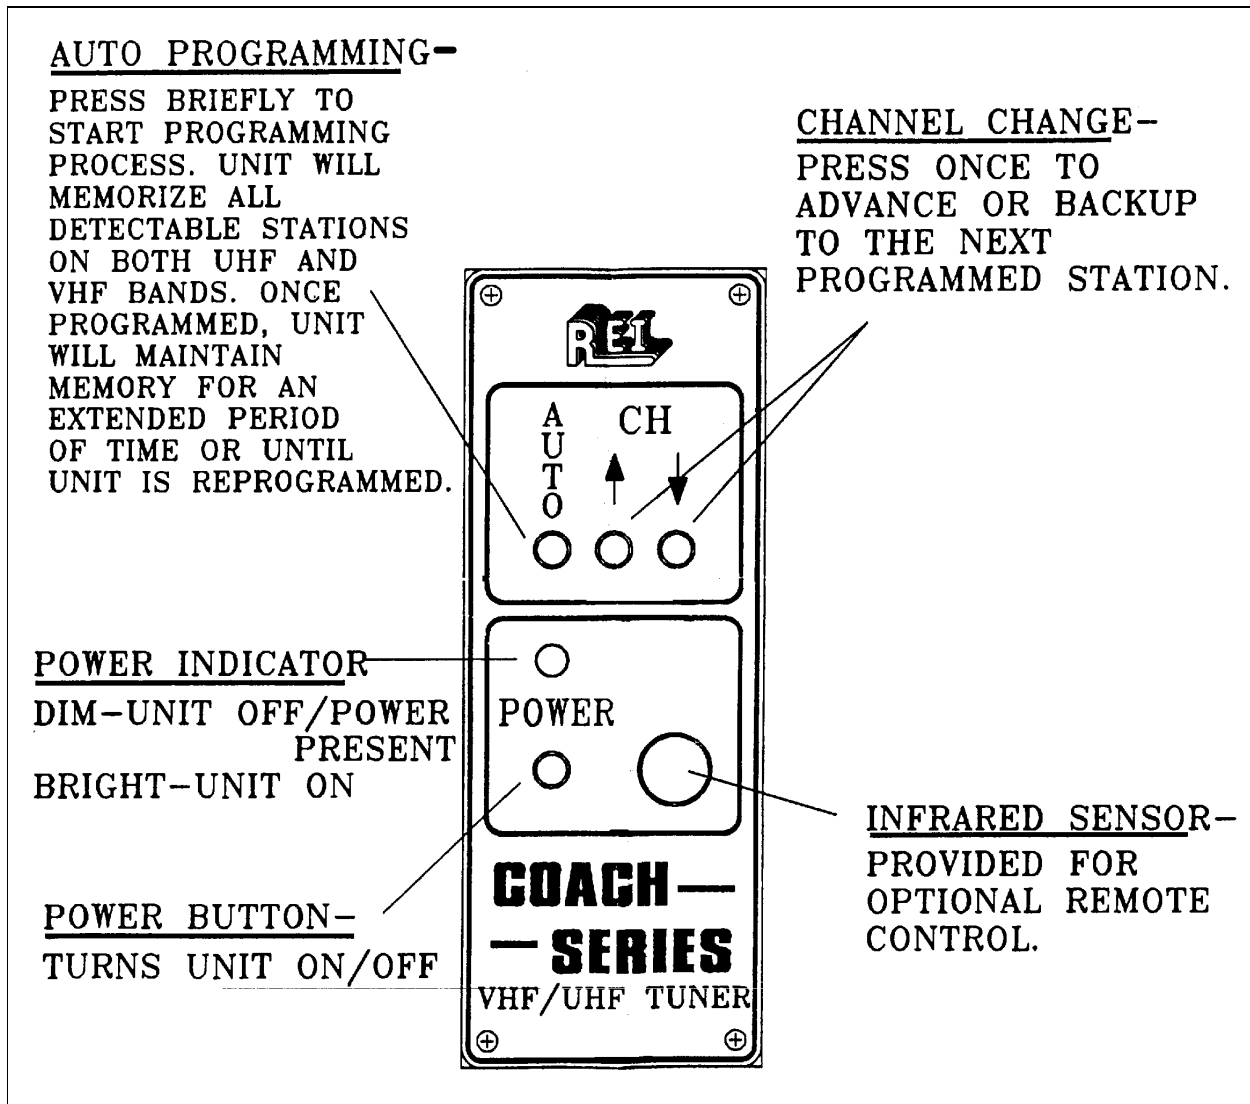 AUTO PROGRAMMING-
PRESS BRIEFLY TO
START PROGRAMMING
PROCESS. UNIT WILL
MEMORIZE ALL
DETECTABLE STATIONS
ON BOTH UHF AND
VHF BANDS. ONCE
PROGRAMMED, UNIT
WILL MAINTAIN
MEMORY FOR AN
EXTENDED PERIOD
OF TIME OR UNTIL
UNIT IS REPROGRAMMED.
CHANNEL CHANGE-
PRESS ONCE TO
ADVANCE OR BACKUP
TO THE NEXT
PROGRAMMED STATION.
REI
AUTO
CH
POWER INDICATOR
DIM-UNIT OFF/POWER
PRESENT
BRIGHT-UNIT ON
POWER
POWER BUTTON-
TURNS UNIT ON/OFF
INFRARED SENSOR-
PROVIDED FOR
OPTIONAL REMOTE
CONTROL.
COACH-
-SERIES
VHF/UHF TUNER